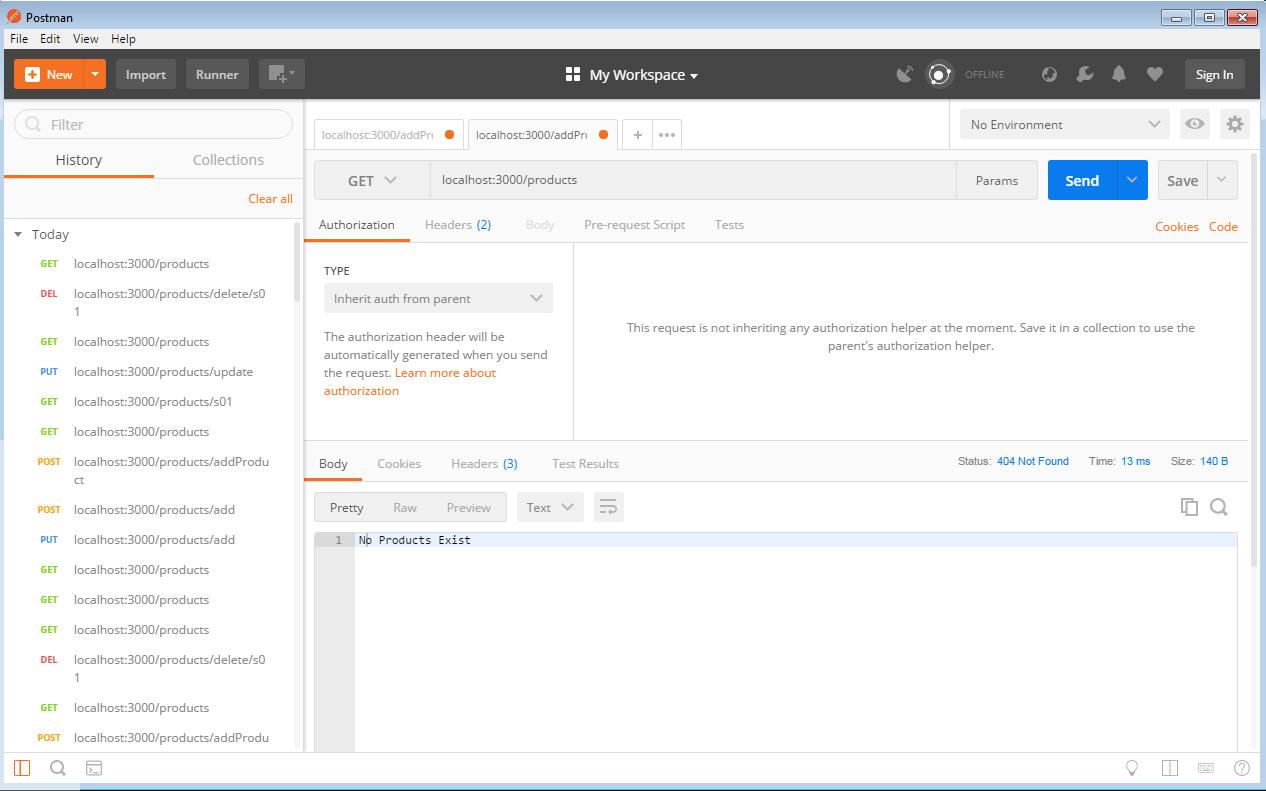 Postman
File Edit View Help
New Import Runner My Workspace OFFLINE Sign In
Filter
History Collections
Clear all
Today
GET localhost:3000/products
DEL localhost:3000/products/delete/s0
1
GET localhost:3000/products
PUT localhost:3000/products/update
GET localhost:3000/products/s01
GET localhost:3000/products
POST localhost:3000/products/addProdu
ct
POST localhost:3000/products/add
PUT localhost:3000/products/add
GET localhost:3000/products
GET localhost:3000/products
GET localhost:3000/products
DEL localhost:3000/products/delete/s0
1
GET localhost:3000/products
POST localhost:3000/products/addProdu
localhost:3000/addPr localhost:3000/addPr + ••• No Environment
GET localhost:3000/products Params Send Save
Authorization Headers (2) Body Pre-request Script Tests Cookies Code
TYPE
Inherit auth from parent
The authorization header will be
automatically generated when you send
the request. Learn more about
authorization
This request is not inheriting any authorization helper at the moment. Save it in a collection to use the
parent's authorization helper.
Body Cookies Headers (3) Test Results Status: 404 Not Found Time: 13 ms Size: 140 B
Pretty Raw Preview Text
1 No Products Exist